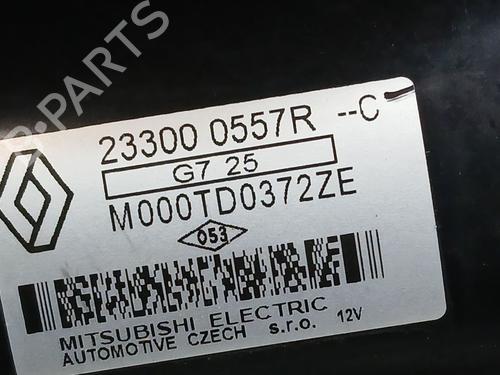 B-PARTS
23300 0557R --C
G7 25
M000TD0372ZE
053
MITSUBISHI ELECTRIC
AUTOMOTIVE CZECH s.r.o. 12V